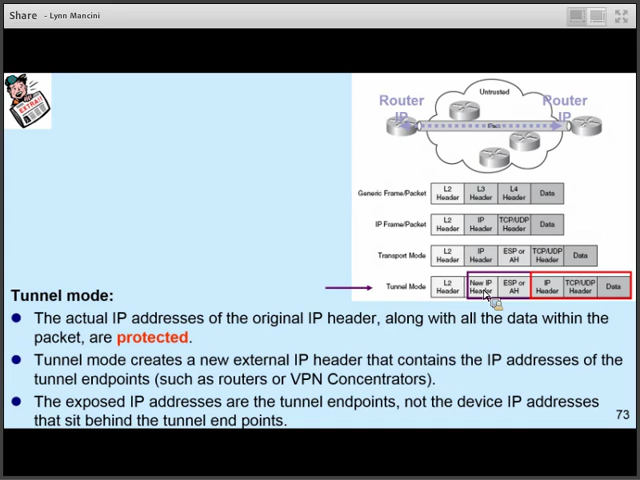 Share - Lynn Mancini
EXTRA!!
Untrusted
Router IP
Router IP
Generic Frame/Packet L2 Header L3 Header L4 Header Data
IP Frame/Packet L2 Header IP Header TCP/UDP Header Data
Transport Mode L2 Header IP Header ESP or AH TCP/UDP Header Data
Tunnel Mode L2 Header New IP Header ESP or AH IP Header TCP/UDP Header Data
Tunnel mode:
The actual IP addresses of the original IP header, along with all the data within the
packet, are protected.
Tunnel mode creates a new external IP header that contains the IP addresses of the
tunnel endpoints (such as routers or VPN Concentrators).
The exposed IP addresses are the tunnel endpoints, not the device IP addresses
that sit behind the tunnel end points.
73